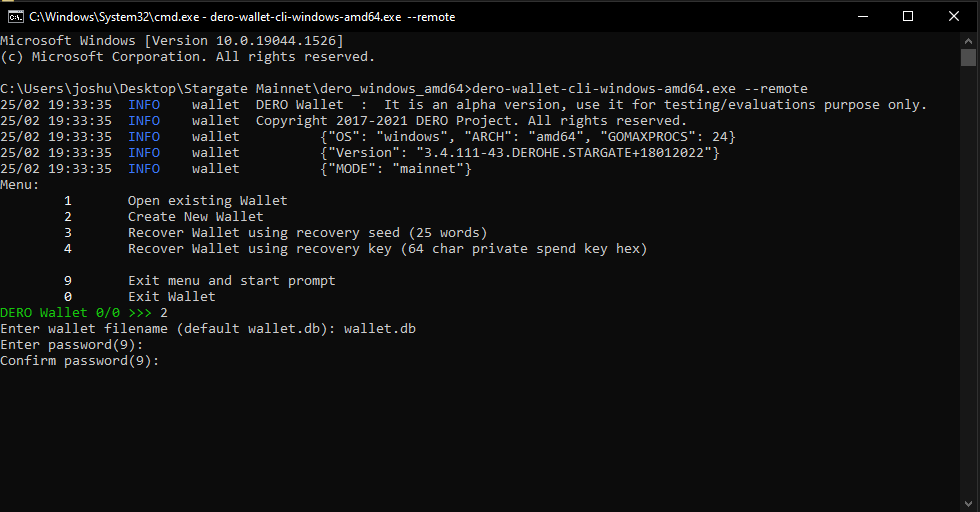 C:\Windows\System32\cmd.exe - dero-wallet-cli-windows-amd64.exe --remote
Microsoft Windows [Version 10.0.19044.1526]
(c) Microsoft Corporation. All rights reserved.
C:\Users\joshu\Desktop\Stargate Mainnet\dero_windows_amd64>dero-wallet-cli-windows-amd64.exe --remote
25/02 19:33:35 INFO wallet DERO Wallet : It is an alpha version, use it for testing/evaluations purpose only.
25/02 19:33:35 INFO wallet Copyright 2017-2021 DERO Project. All rights reserved.
25/02 19:33:35 INFO wallet {"OS": "windows", "ARCH": "amd64", "GOMAXPROCS": 24}
25/02 19:33:35 INFO wallet {"Version": "3.4.111-43.DEROHE.STARGATE+18012022"}
25/02 19:33:35 INFO wallet {"MODE": "mainnet"}
Menu:
1 Open existing Wallet
2 Create New Wallet
3 Recover Wallet using recovery seed (25 words)
4 Recover Wallet using recovery key (64 char private spend key hex)
9 Exit menu and start prompt
0 Exit Wallet
DERO Wallet 0/0 >>> 2
Enter wallet filename (default wallet.db): wallet.db
Enter password(9):
Confirm password(9):